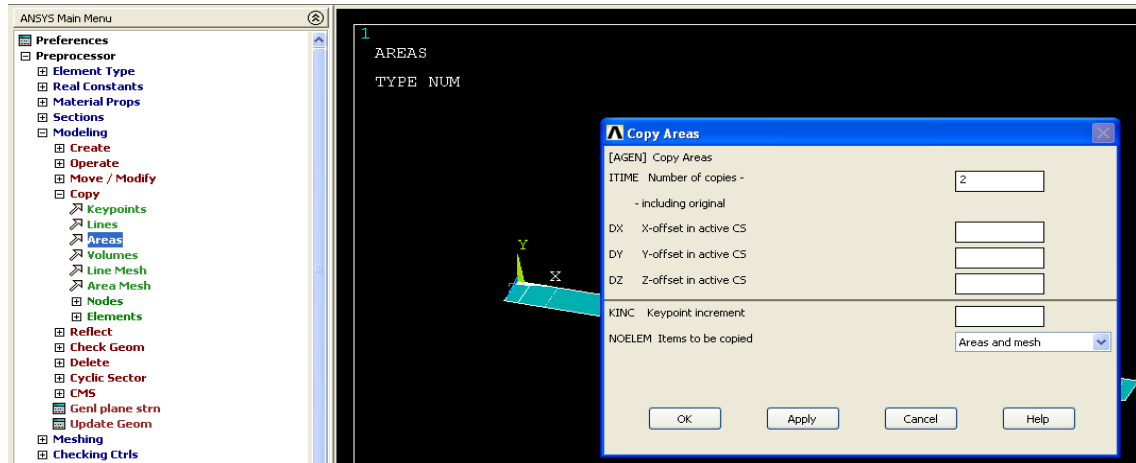 ANSYS Main Menu
Preferences
Preprocessor
Element Type
Real Constants
Material Props
Sections
Modeling
Create
Operate
Move / Modify
Copy
Keypoints
Lines
Areas
Volumes
Line Mesh
Area Mesh
Nodes
Elements
Reflect
Check Geom
Delete
Cyclic Sector
CMS
Genl plane strn
Update Geom
Meshing
Checking Ctrls
1
AREAS
TYPE NUM
Y
X
Copy Areas
[AGEN] Copy Areas
ITIME Number of copies - 2
- including original
DX X-offset in active CS
DY Y-offset in active CS
DZ Z-offset in active CS
KINC Keypoint increment
NOELEM Items to be copied Areas and mesh
OK Apply Cancel Help